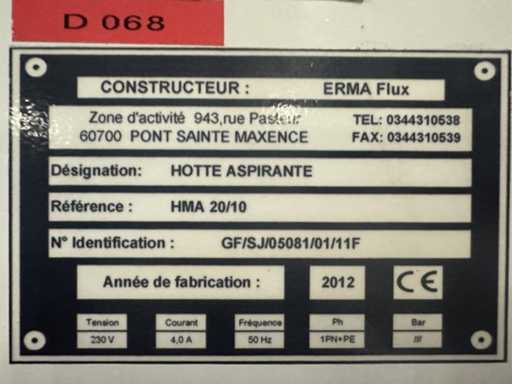 D 068
CONSTRUCTEUR : ERMA Flux
Zone d'activité 943,rue Pasteur TEL: 0344310538
60700 PONT SAINTE MAXENCE FAX: 0344310539
Désignation: HOTTE ASPIRANTE
Référence : HMA 20/10
N° Identification : GF/SJ/05081/01/11F
Année de fabrication : 2012 CE
Tension Courant Fréquence Ph Bar
230 V 4,0 A 50 Hz 1PN+PE ///